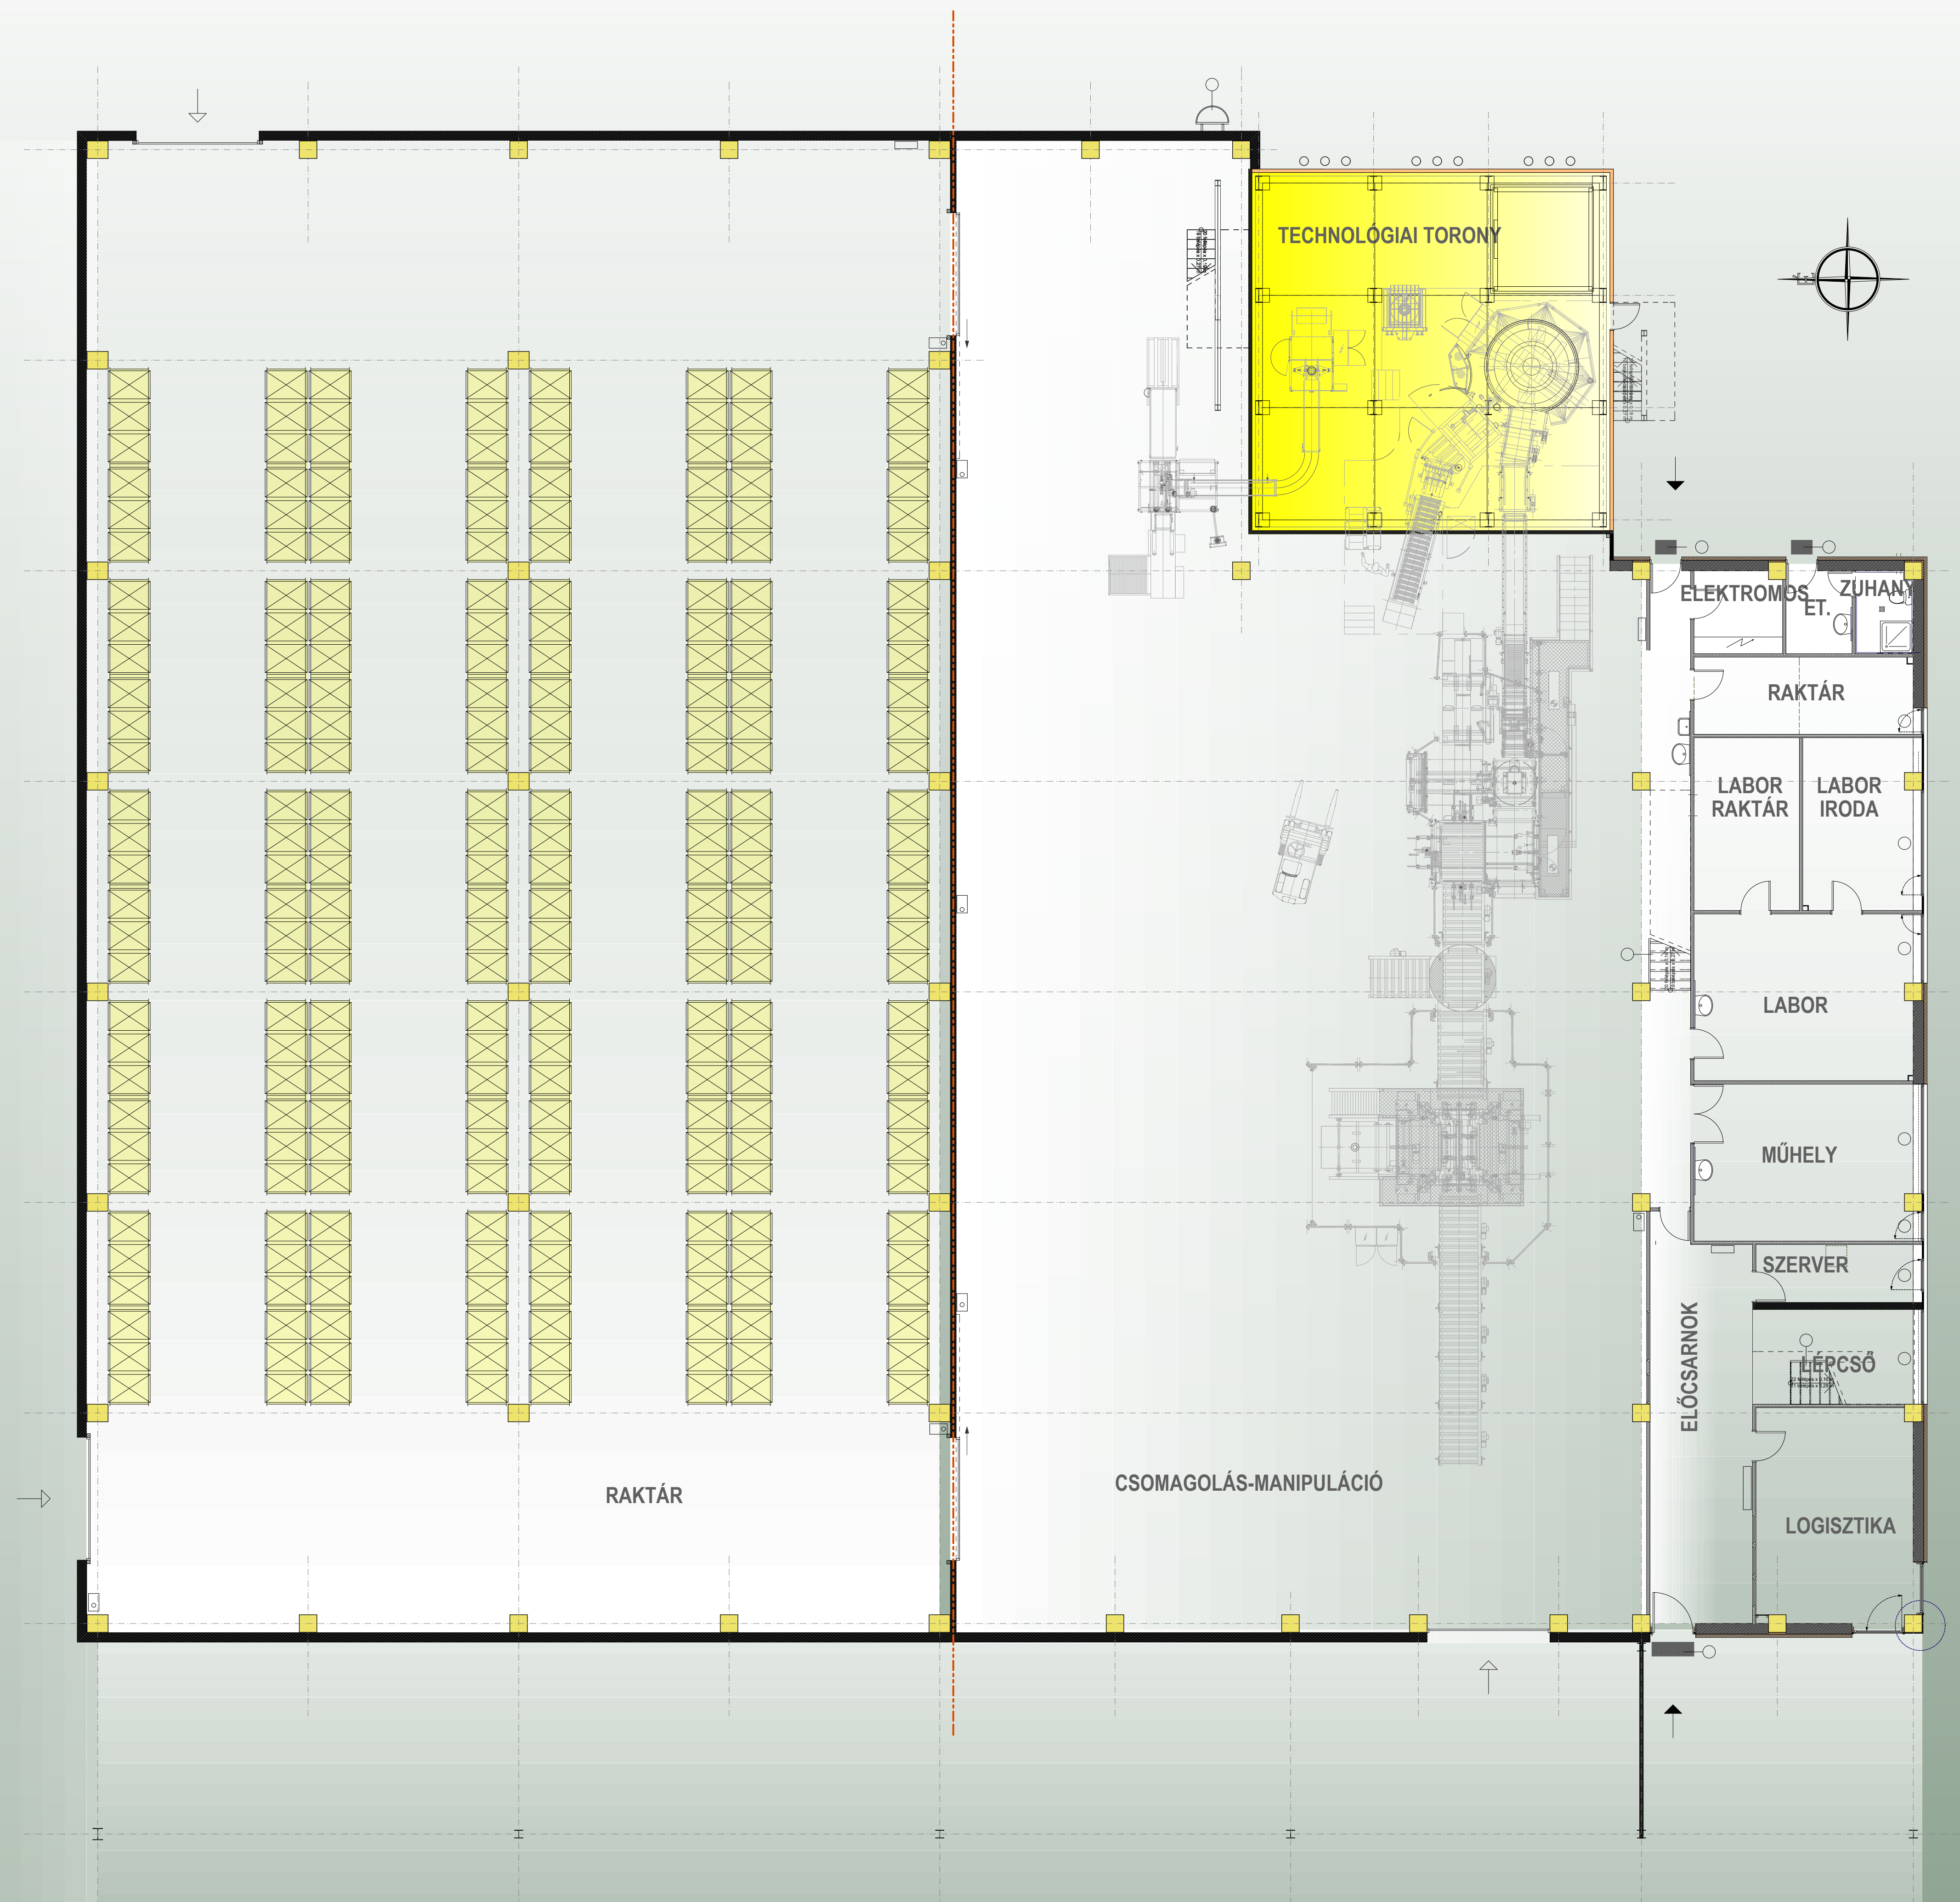 TECHNOLÓGIAI TORONY
ELEKTROMOS
ET.
ZUHANY
RAKTÁR
LABOR
RAKTÁR
LABOR
IRODA
LABOR
MŰHELY
SZERVER
ELŐCSARNOK
LÉPCSŐ
LOGISZTIKA
RAKTÁR
CSOMAGOLÁS-MANIPULÁCIÓ